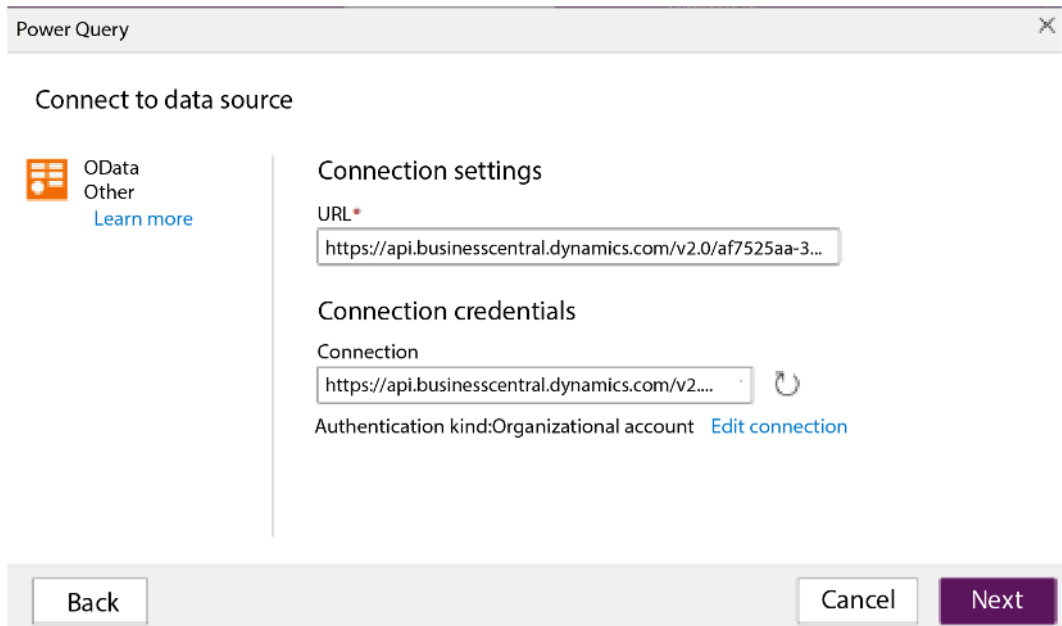 Power Query
Connect to data source
OData
Other
Learn more
Connection settings
URL*
https://api.businesscentral.dynamics.com/v2.0/af7525aa-3...
Connection credentials
Connection
https://api.businesscentral.dynamics.com/v2....
Authentication kind:Organizational account Edit connection
Back
Cancel
Next